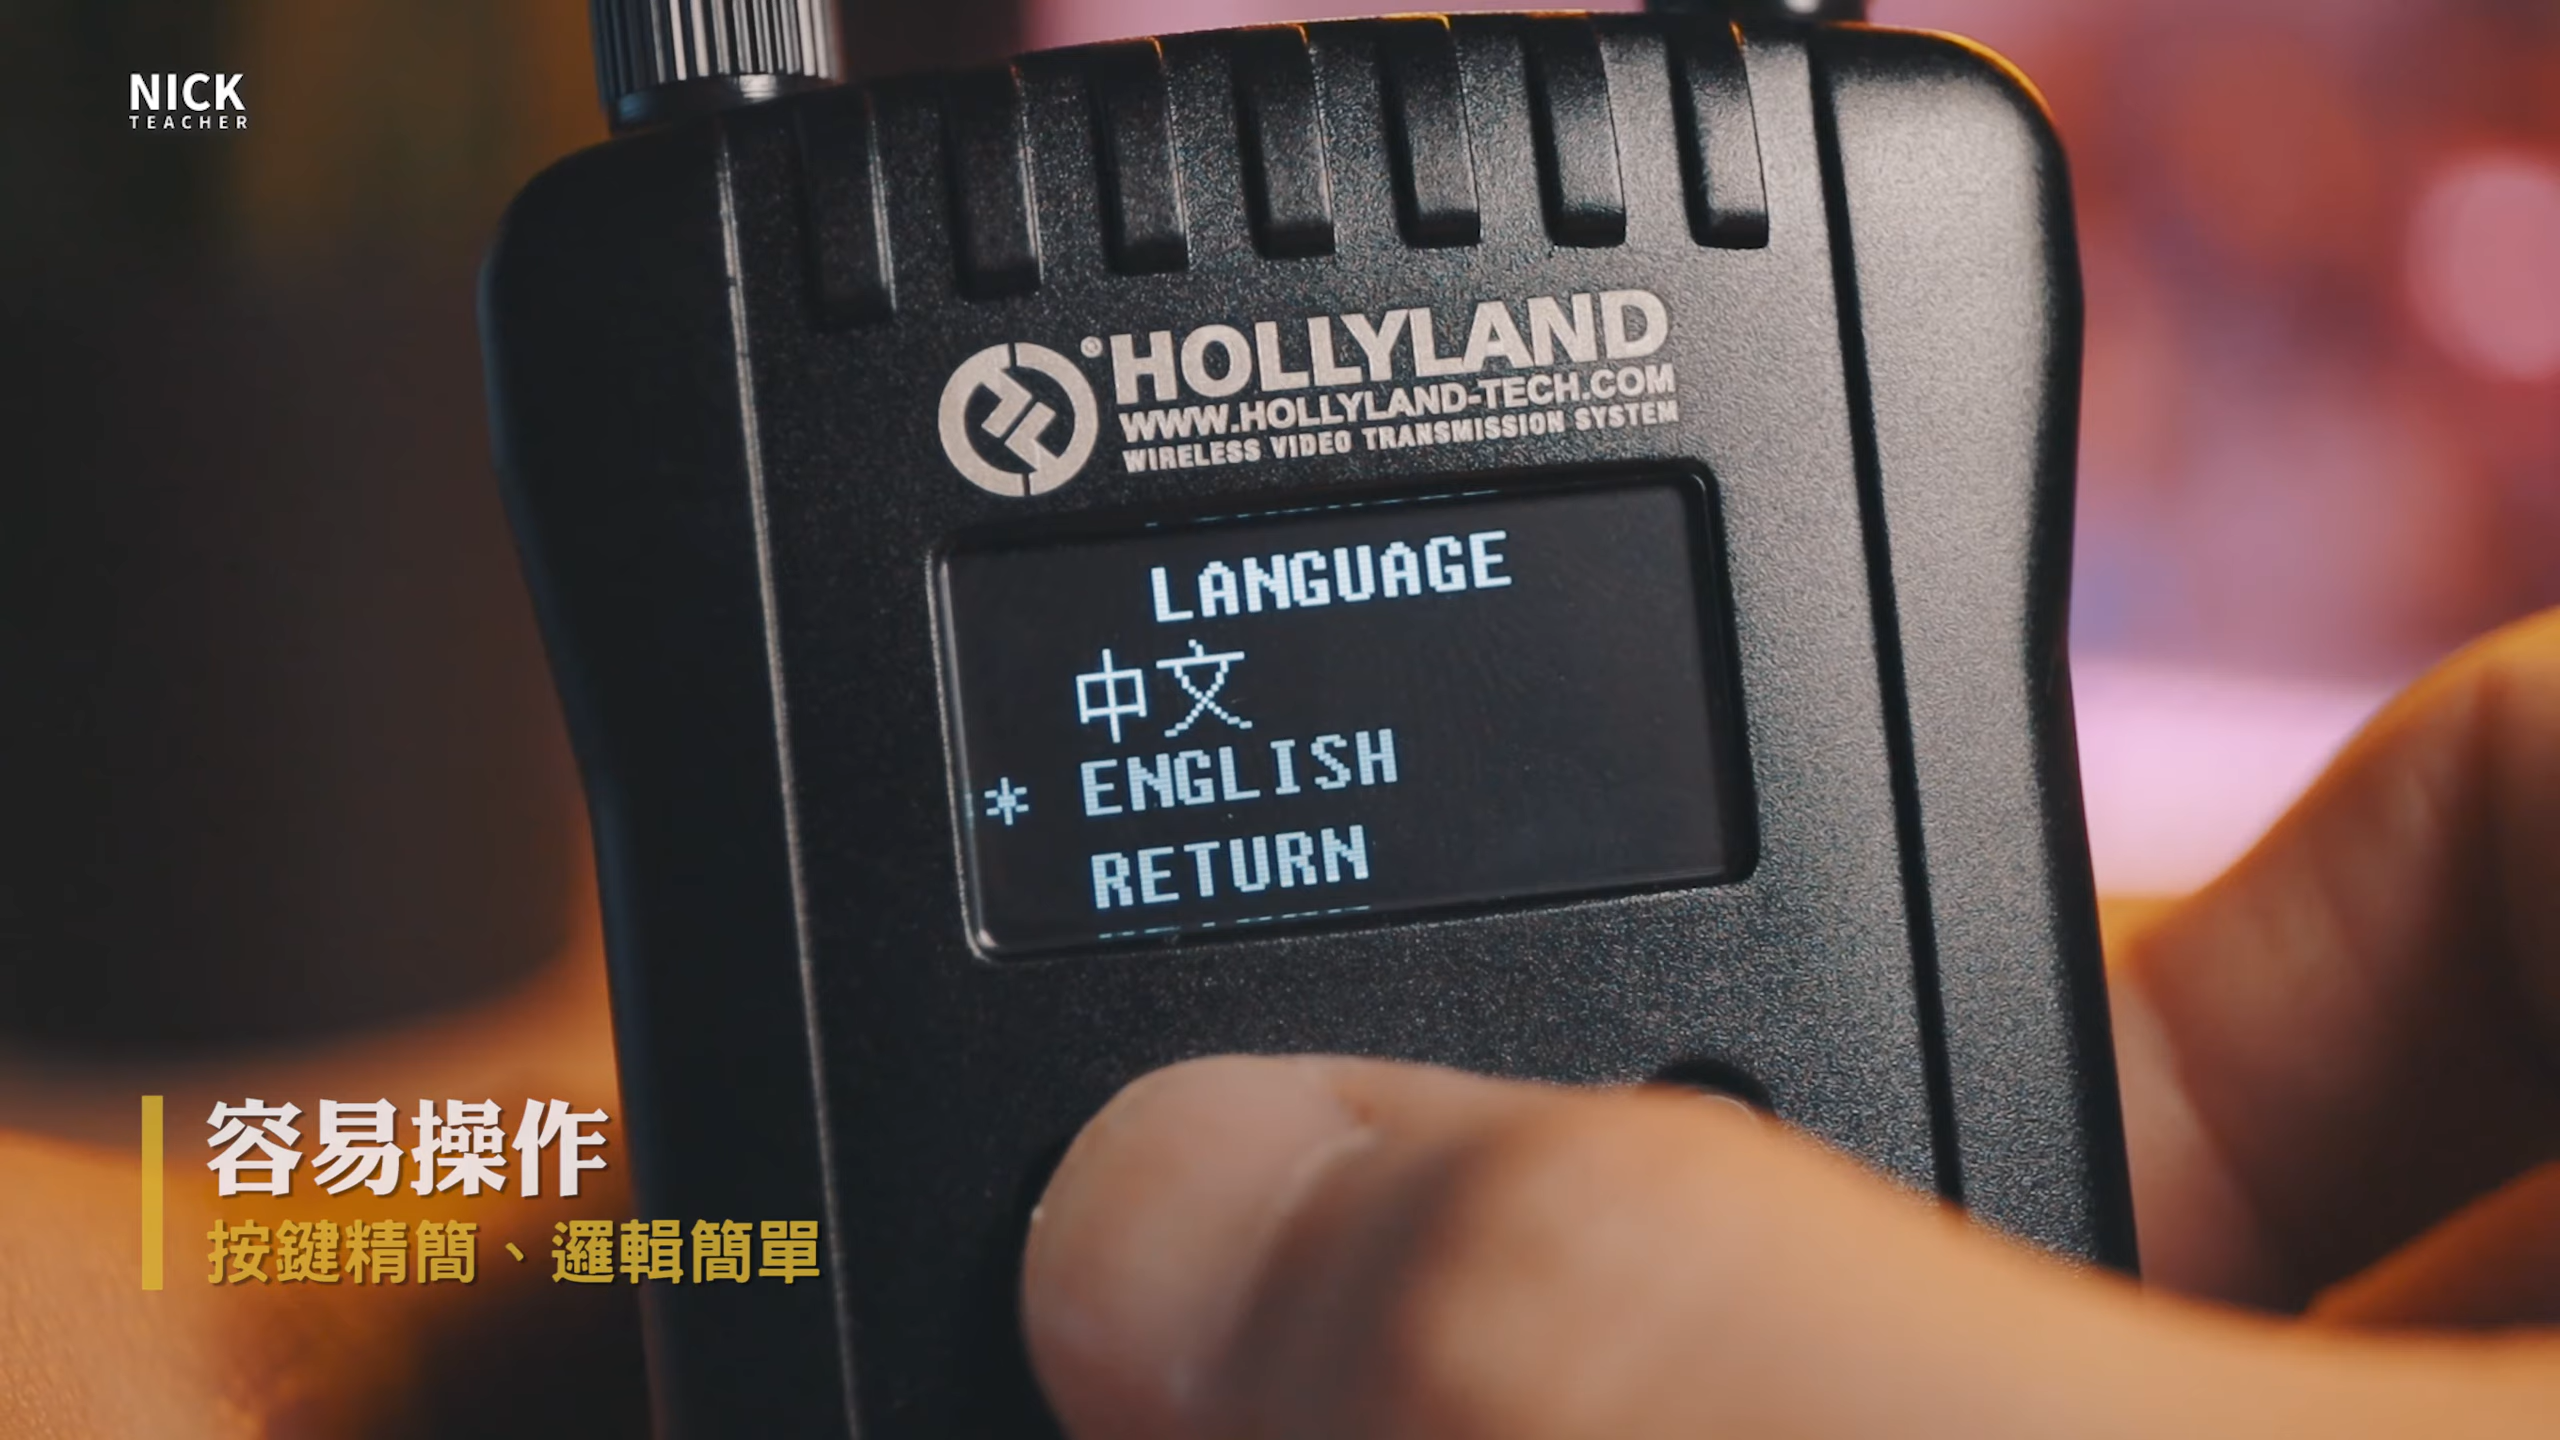 NICK
TEACHER
®HOLLYLAND
WWW.HOLLYLAND-TECH.COM
WIRELESS VIDEO TRANSMISSION SYSTEM
LANGUAGE
中文
* ENGLISH
RETURN
容易操作
按鍵精簡、邏輯簡單